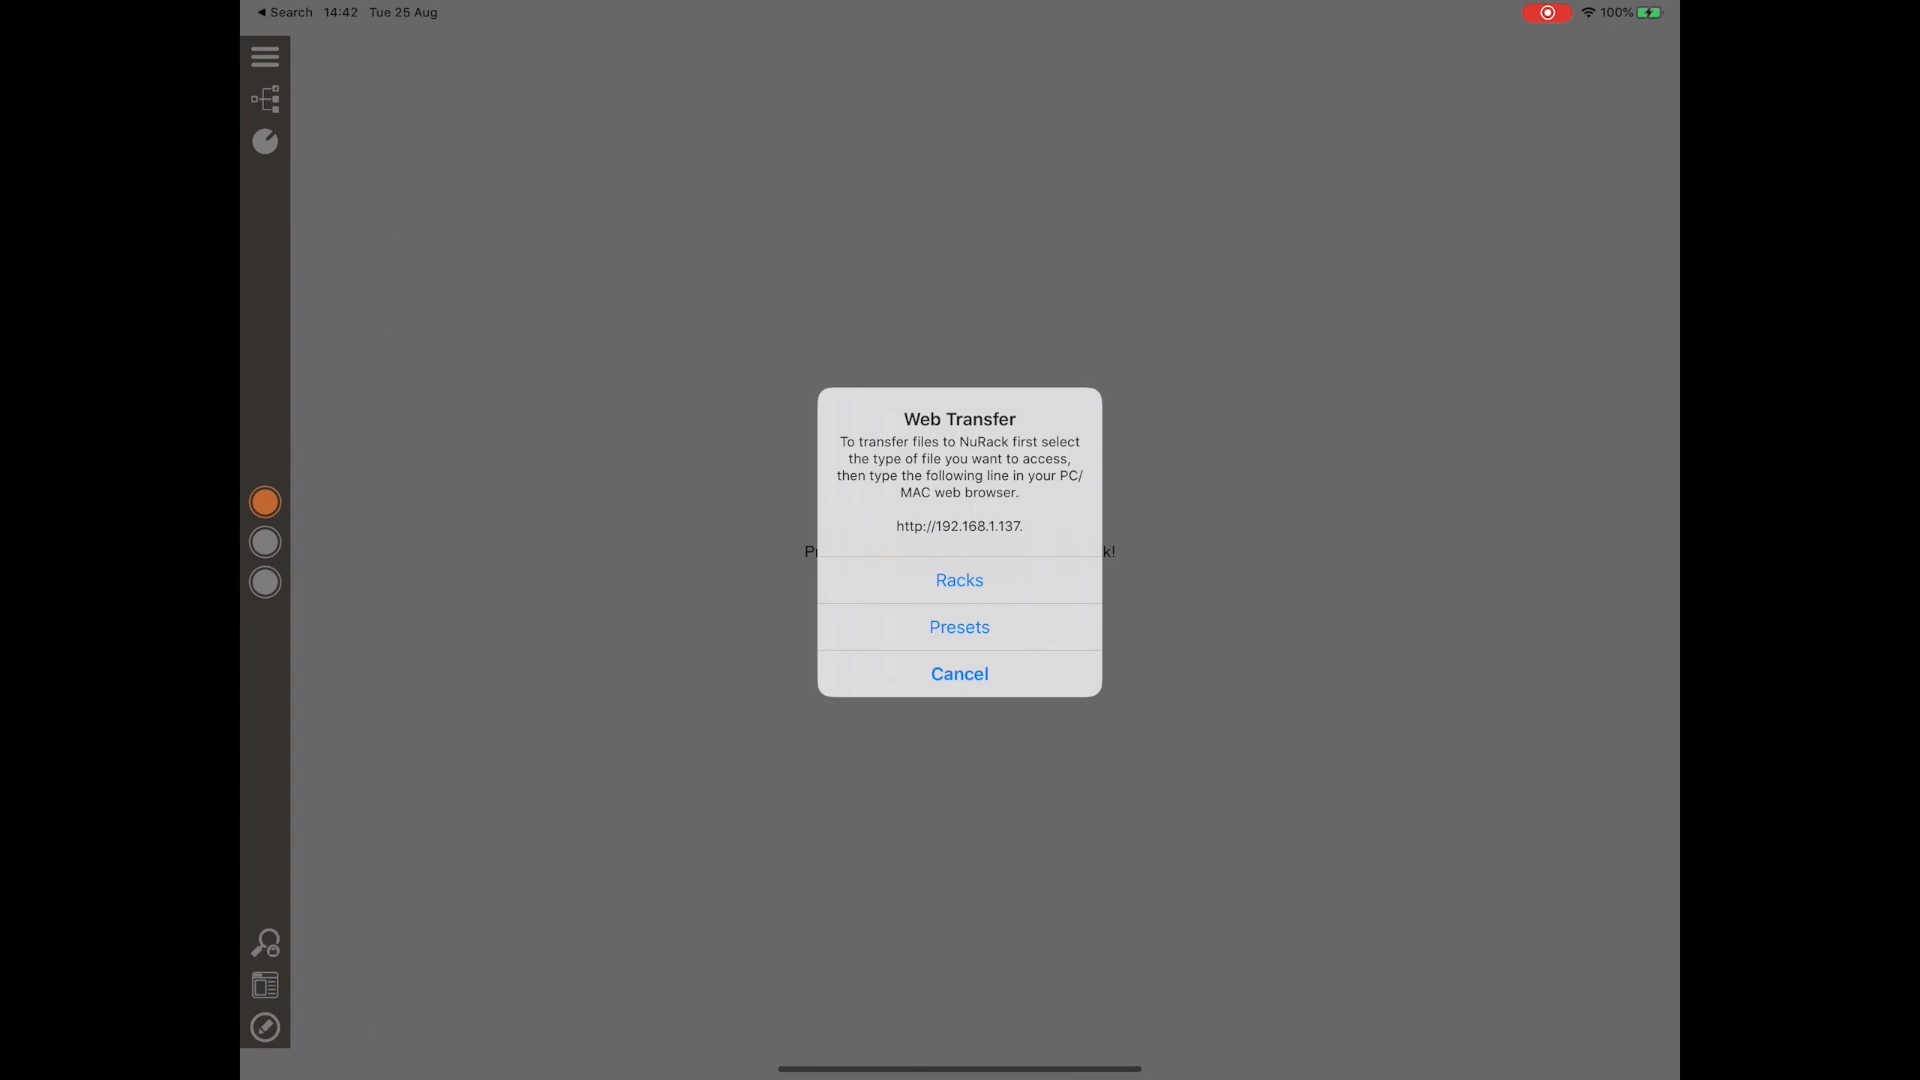 ◀ Search 14:42 Tue 25 Aug
100%
Web Transfer
To transfer files to NuRack first select
the type of file you want to access,
then type the following line in your PC/
MAC web browser.
http://192.168.1.137.
k!
Racks
Presets
Cancel